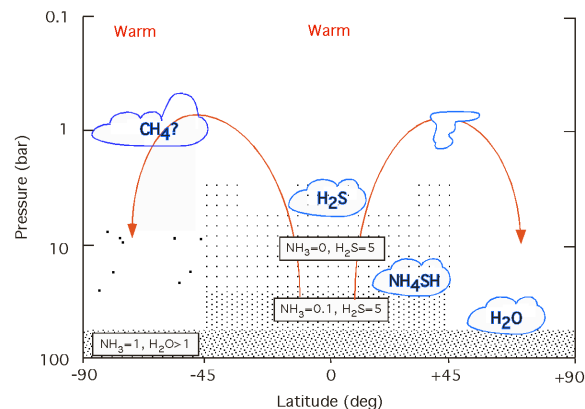 0.1
Warm
Warm
CH4?
1
Pressure (bar)
H2S
10
NH3=0, H2S=5
NH4SH
NH3=0.1, H2S=5
H2O
NH3=1, H2O>1
100
-90
-45
0
+45
+90
Latitude (deg)